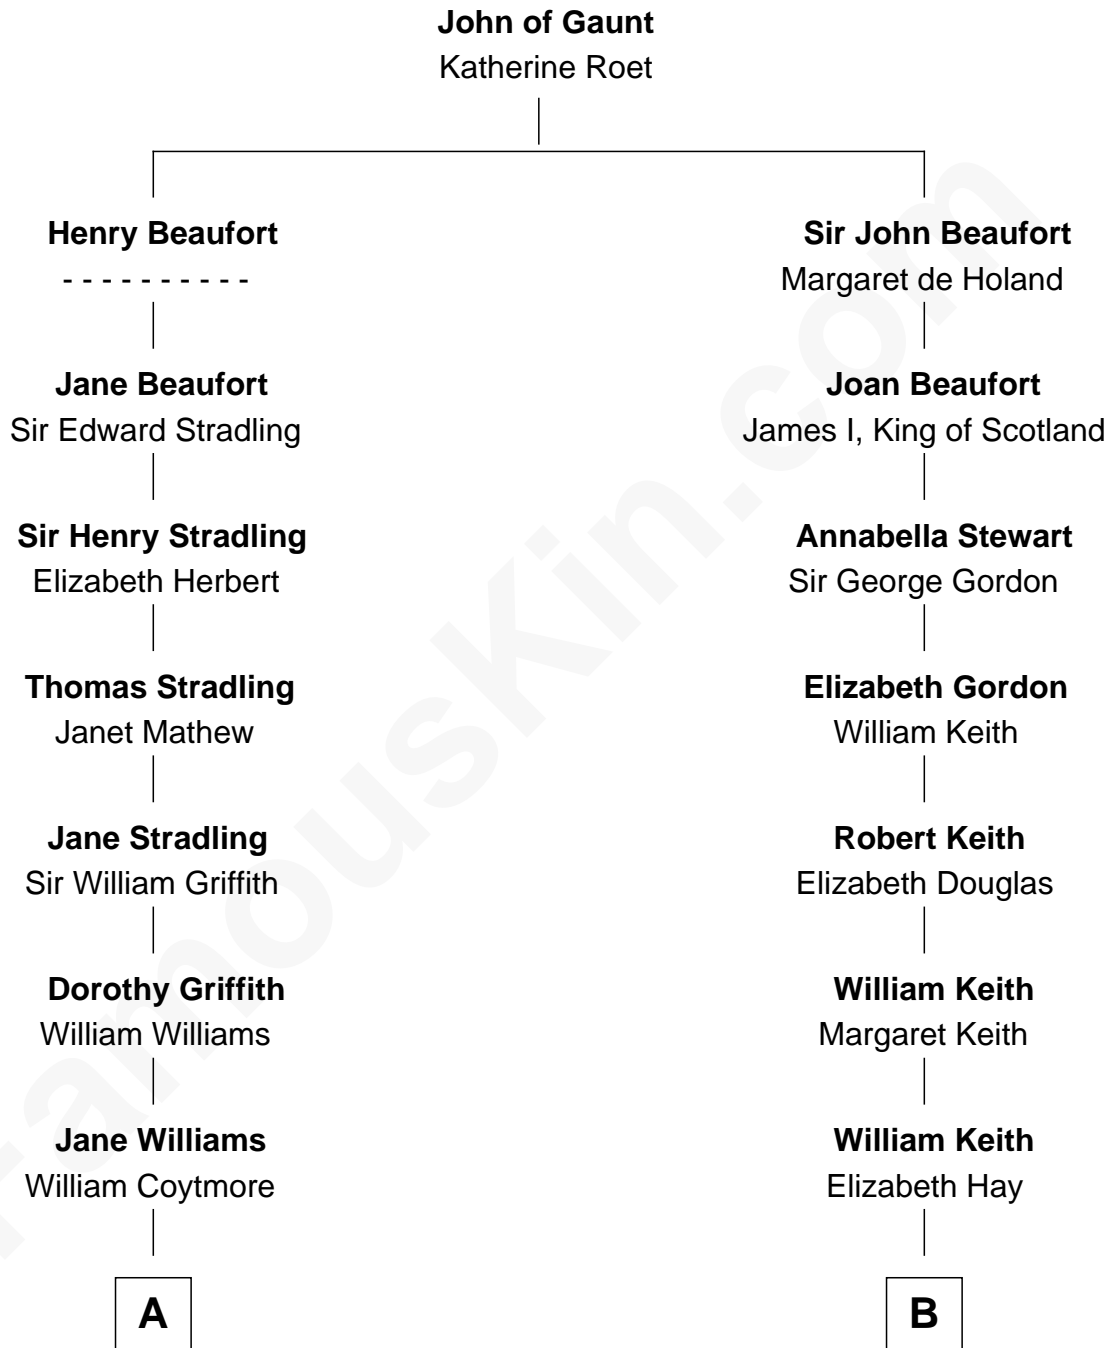 John of Gaunt
Katherine Roet
Henry Beaufort
- - - - - - - - - -
Jane Beaufort
Sir Edward Stradling
Sir Henry Stradling
Elizabeth Herbert
Thomas Stradling
Janet Mathew
Jane Stradling
Sir William Griffith
Dorothy Griffith
William Williams
Jane Williams
William Coytmore
A
Sir John Beaufort
Margaret de Holand
Joan Beaufort
James I, King of Scotland
Annabella Stewart
Sir George Gordon
Elizabeth Gordon
William Keith
Robert Keith
Elizabeth Douglas
William Keith
Margaret Keith
William Keith
Elizabeth Hay
B
FamousKin.com